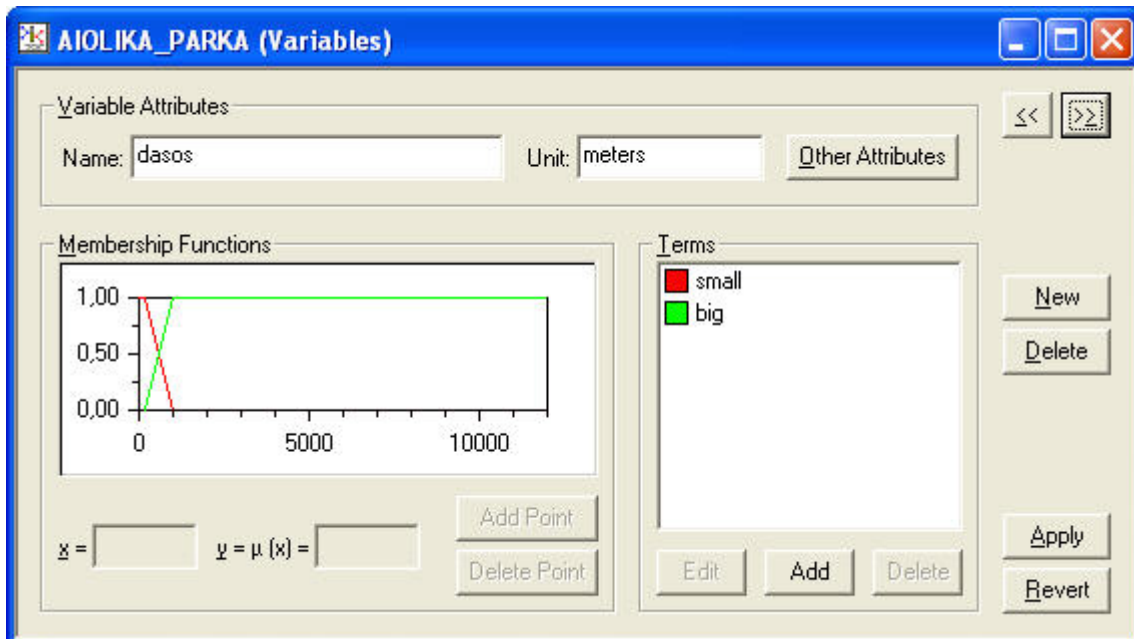 AIOLIKA_PARKA (Variables)
Variable Attributes
<< >>
Name: dasos Unit: meters Other Attributes
Membership Functions
1,00
0,50
0,00
0 5000 10000
x = y = μ (x) =
Add Point
Delete Point
Terms
small
big
Edit Add Delete
New
Delete
Apply
Revert